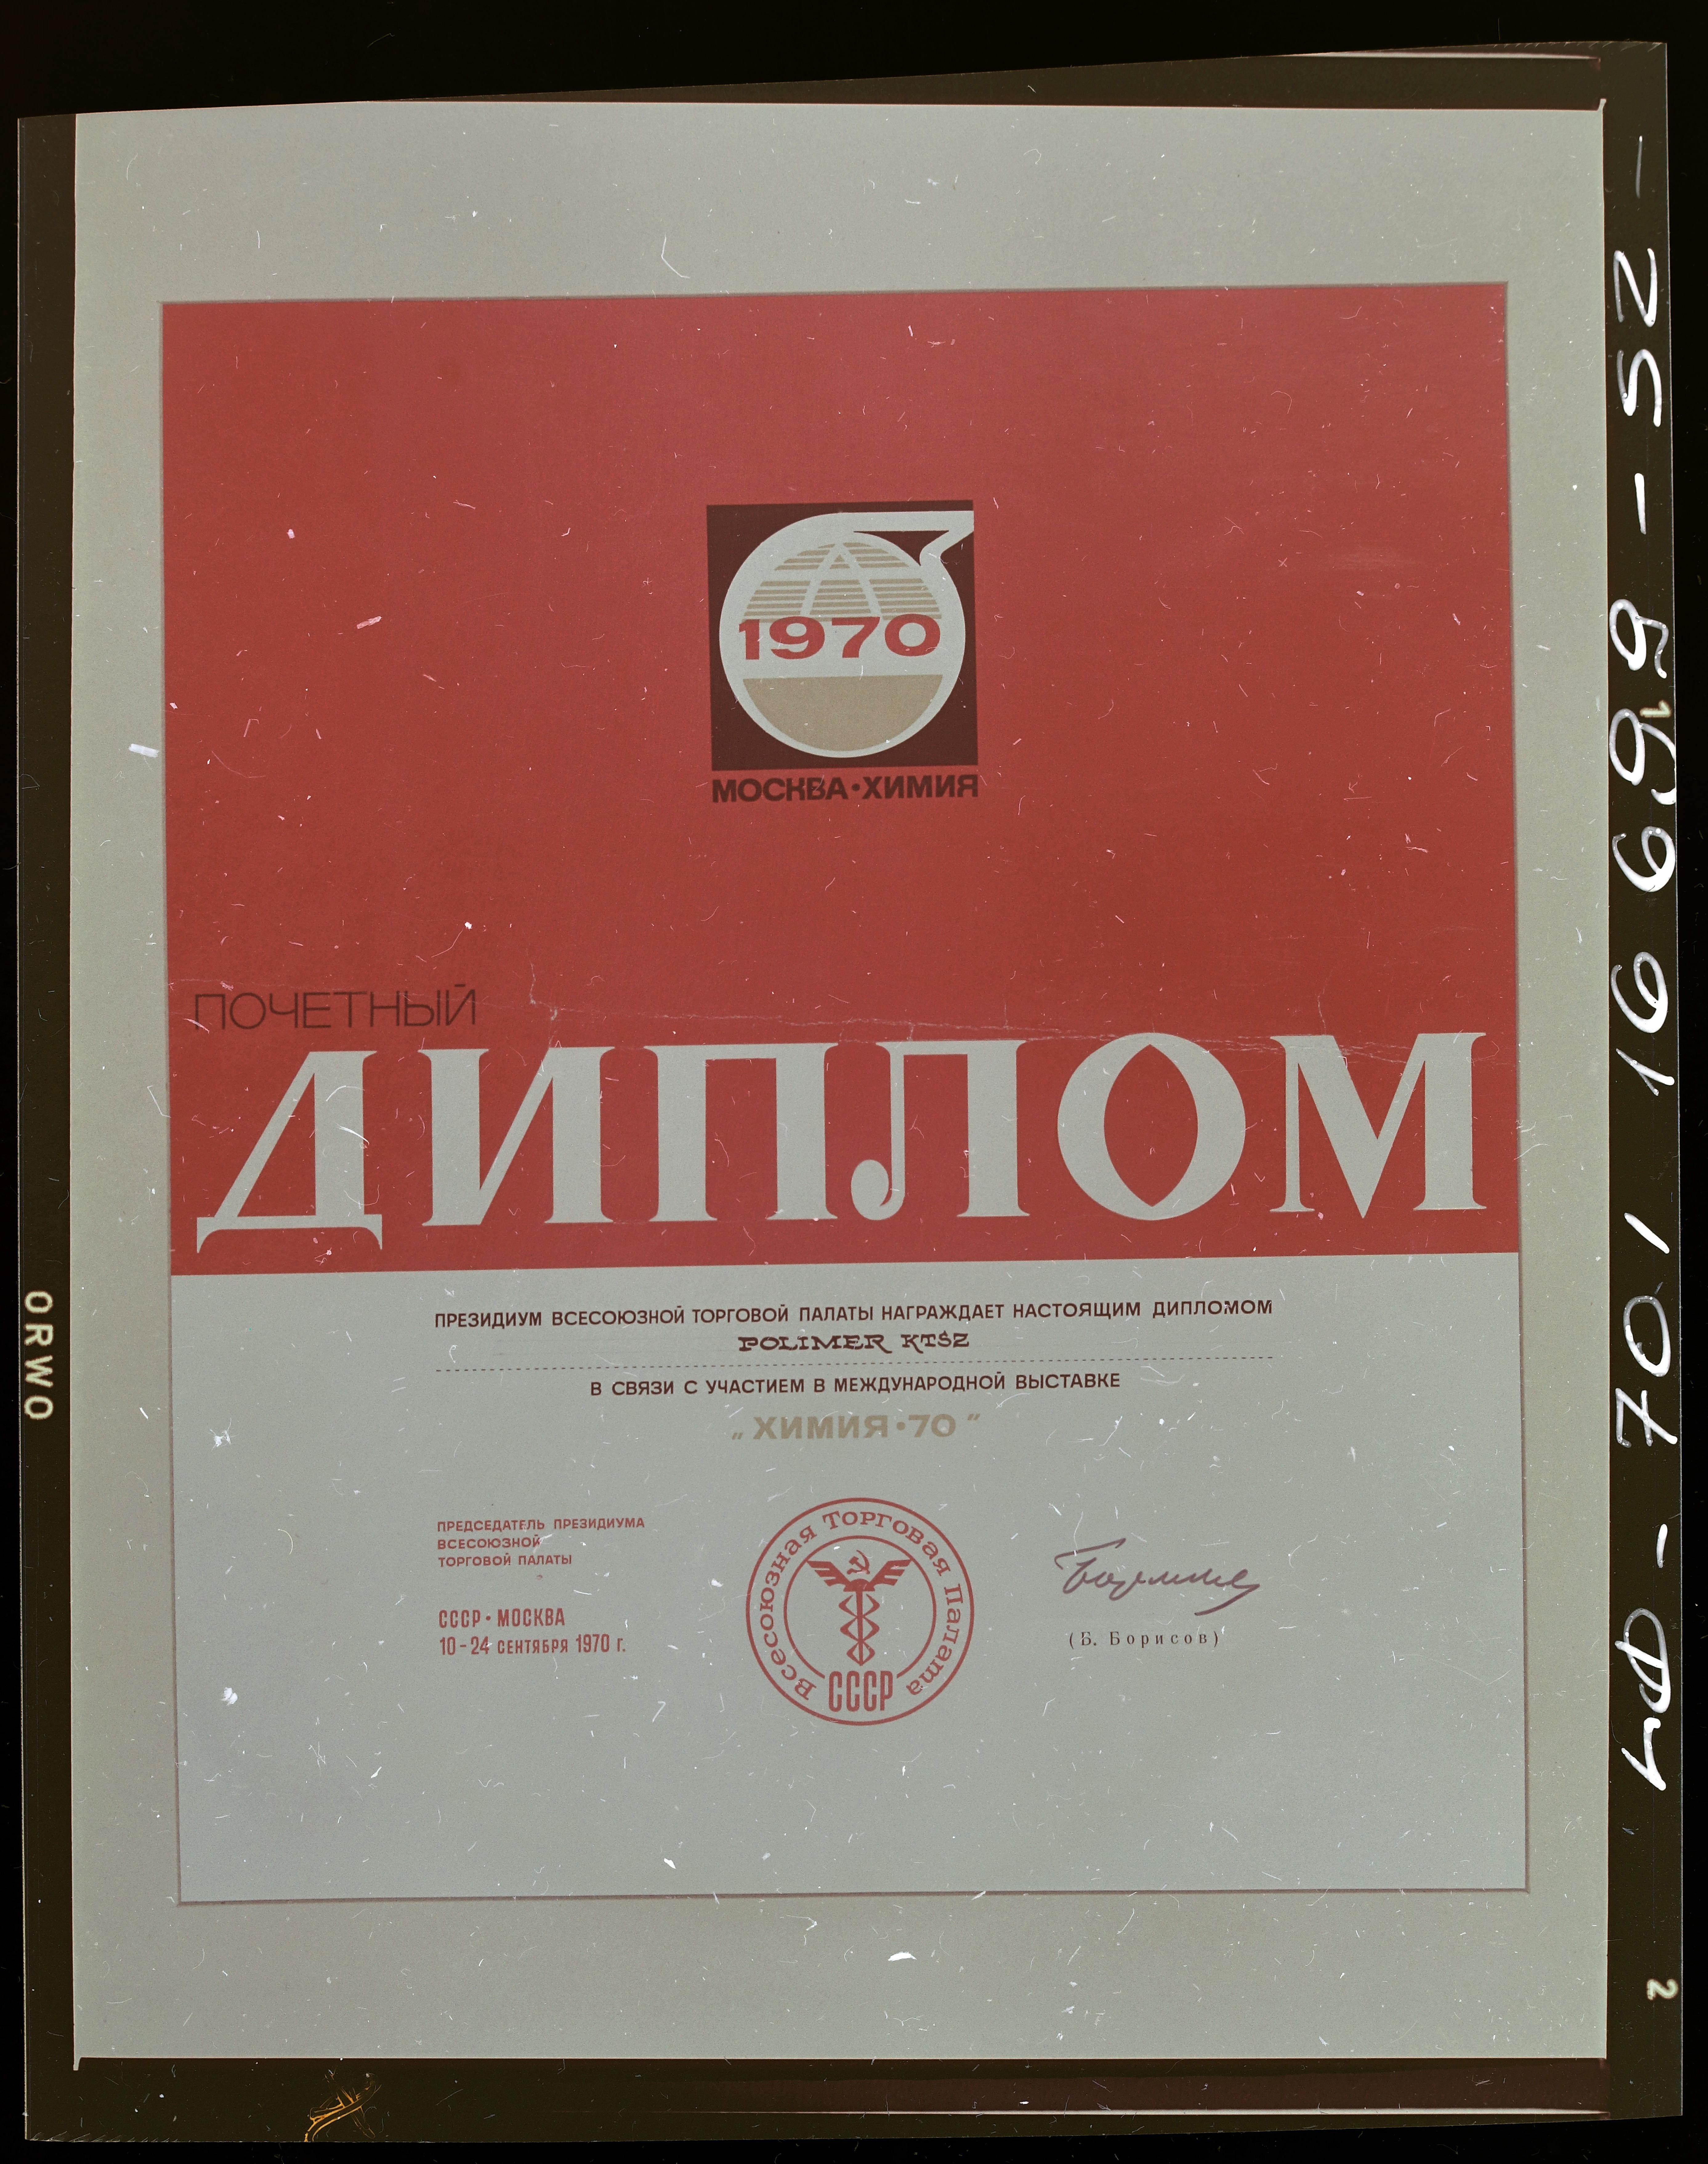 1970
МОСКВА·ХИМИЯ
ПОЧЕТНЫЙ
ДИПЛОМ
ПРЕЗИДИУМ ВСЕСОЮЗНОЙ ТОРГОВОЙ ПАЛАТЫ НАГРАЖДАЕТ НАСТОЯЩИМ ДИПЛОМОМ
POLIMER KTSZ
В СВЯЗИ С УЧАСТИЕМ В МЕЖДУНАРОДНОЙ ВЫСТАВКЕ
„ХИМИЯ·70"
ПРЕДСЕДАТЕЛЬ ПРЕЗИДИУМА
ВСЕСОЮЗНОЙ
ТОРГОВОЙ ПАЛАТЫ
СССР·МОСКВА
10-24 СЕНТЯБРЯ 1970 г.
Всесоюзная Торговая Палата
СССР
(Б. Борисов)
ORWO
1
2